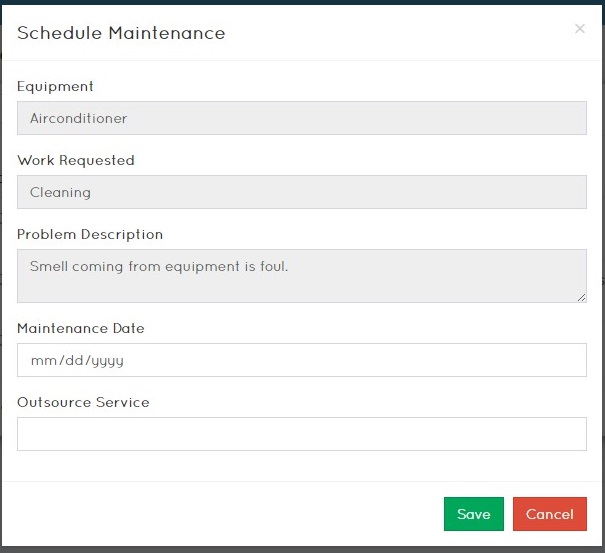 Schedule Maintenance
×
Equipment
Airconditioner
Work Requested
Cleaning
Problem Description
Smell coming from equipment is foul.
Maintenance Date
mm/dd/yyyy
Outsource Service
Save Cancel